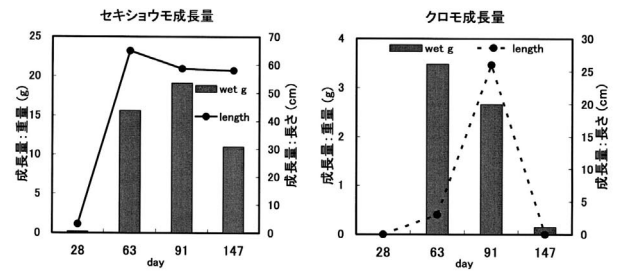 セキショウモ成長量
25
20
15
10
5
0
成長量：重量 (g)
70
60
50
40
30
20
10
0
成長量：長さ (cm)
wet g
length
28 63 91 147
day
クロモ成長量
4
3
2
1
0
成長量：重量 (g)
30
25
20
15
10
5
0
成長量：長さ (cm)
wet g length
28 63 91 147
day